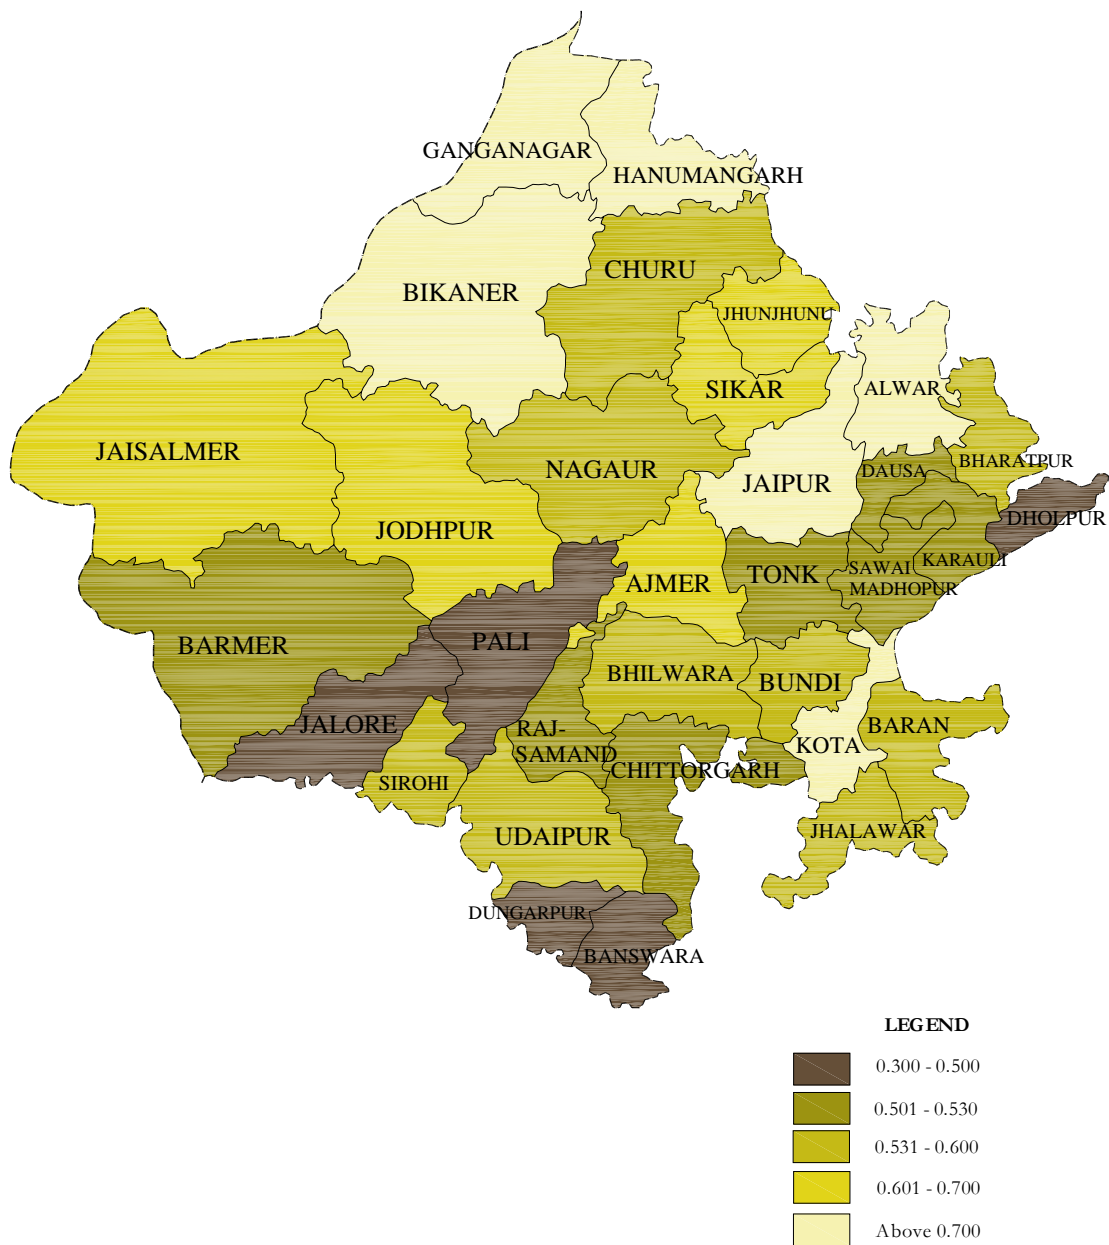 GANGANAGAR
HANUMANGARH
CHURU
BIKANER
JHUNJHUNU
SIKAR
ALWAR
JAISALMER
NAGAUR
JAIPUR
DAUSA
BHARATPUR
DHOLPUR
JODHPUR
AJMER
TONK
SAWAI
MADHOPUR
KARAULI
BARMER
PALI
BHILWARA
BUNDI
JALORE
RAJ-
SAMAND
KOTA
BARAN
CHITTORGARH
SIROHI
UDAIPUR
JHALAWAR
DUNGARPUR
BANSWARA
LEGEND
0.300 - 0.500
0.501 - 0.530
0.531 - 0.600
0.601 - 0.700
Above 0.700